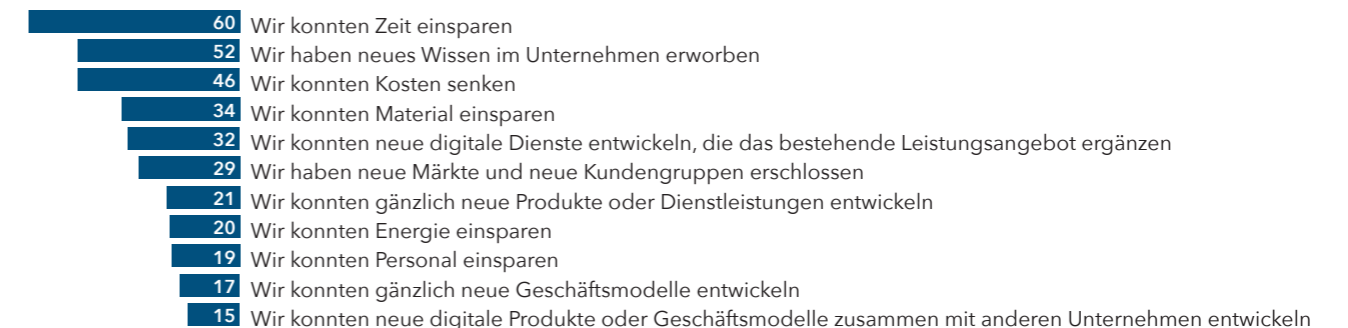 60 Wir konnten Zeit einsparen
52 Wir haben neues Wissen im Unternehmen erworben
46 Wir konnten Kosten senken
34 Wir konnten Material einsparen
32 Wir konnten neue digitale Dienste entwickeln, die das bestehende Leistungsangebot ergänzen
29 Wir haben neue Märkte und neue Kundengruppen erschlossen
21 Wir konnten gänzlich neue Produkte oder Dienstleistungen entwickeln
20 Wir konnten Energie einsparen
19 Wir konnten Personal einsparen
17 Wir konnten gänzlich neue Geschäftsmodelle entwickeln
15 Wir konnten neue digitale Produkte oder Geschäftsmodelle zusammen mit anderen Unternehmen entwickeln